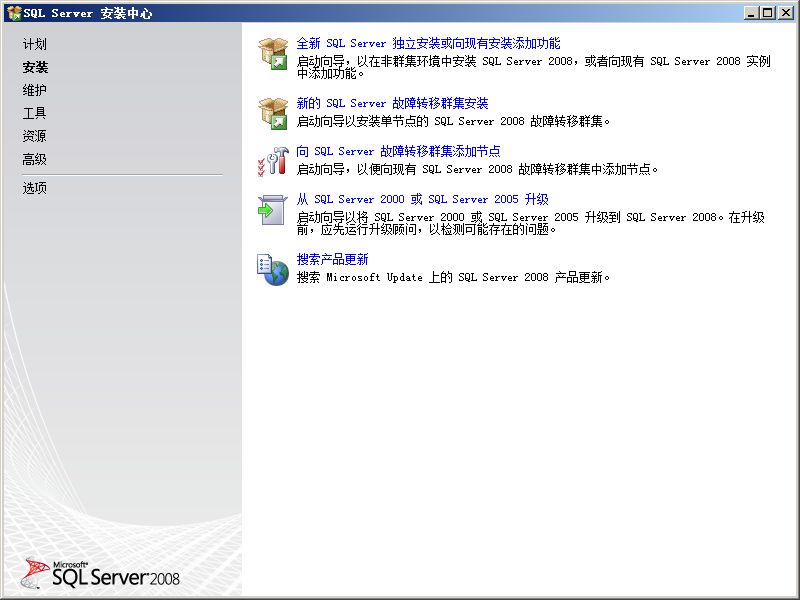 SQL Server 安装中心
计划
安装
维护
工具
资源
高级
选项
全新 SQL Server 独立安装或向现有安装添加功能
启动向导，以在非群集环境中安装 SQL Server 2008，或者向现有 SQL Server 2008 实例
中添加功能。
新的 SQL Server 故障转移群集安装
启动向导以安装单节点的 SQL Server 2008 故障转移群集。
向 SQL Server 故障转移群集添加节点
启动向导，以便向现有 SQL Server 2008 故障转移群集中添加节点。
从 SQL Server 2000 或 SQL Server 2005 升级
启动向导以将 SQL Server 2000 或 SQL Server 2005 升级到 SQL Server 2008。在升级
前，应先运行升级顾问，以检测可能存在的问题。
搜索产品更新
搜索 Microsoft Update 上的 SQL Server 2008 产品更新。
Microsoft®
SQL Server 2008